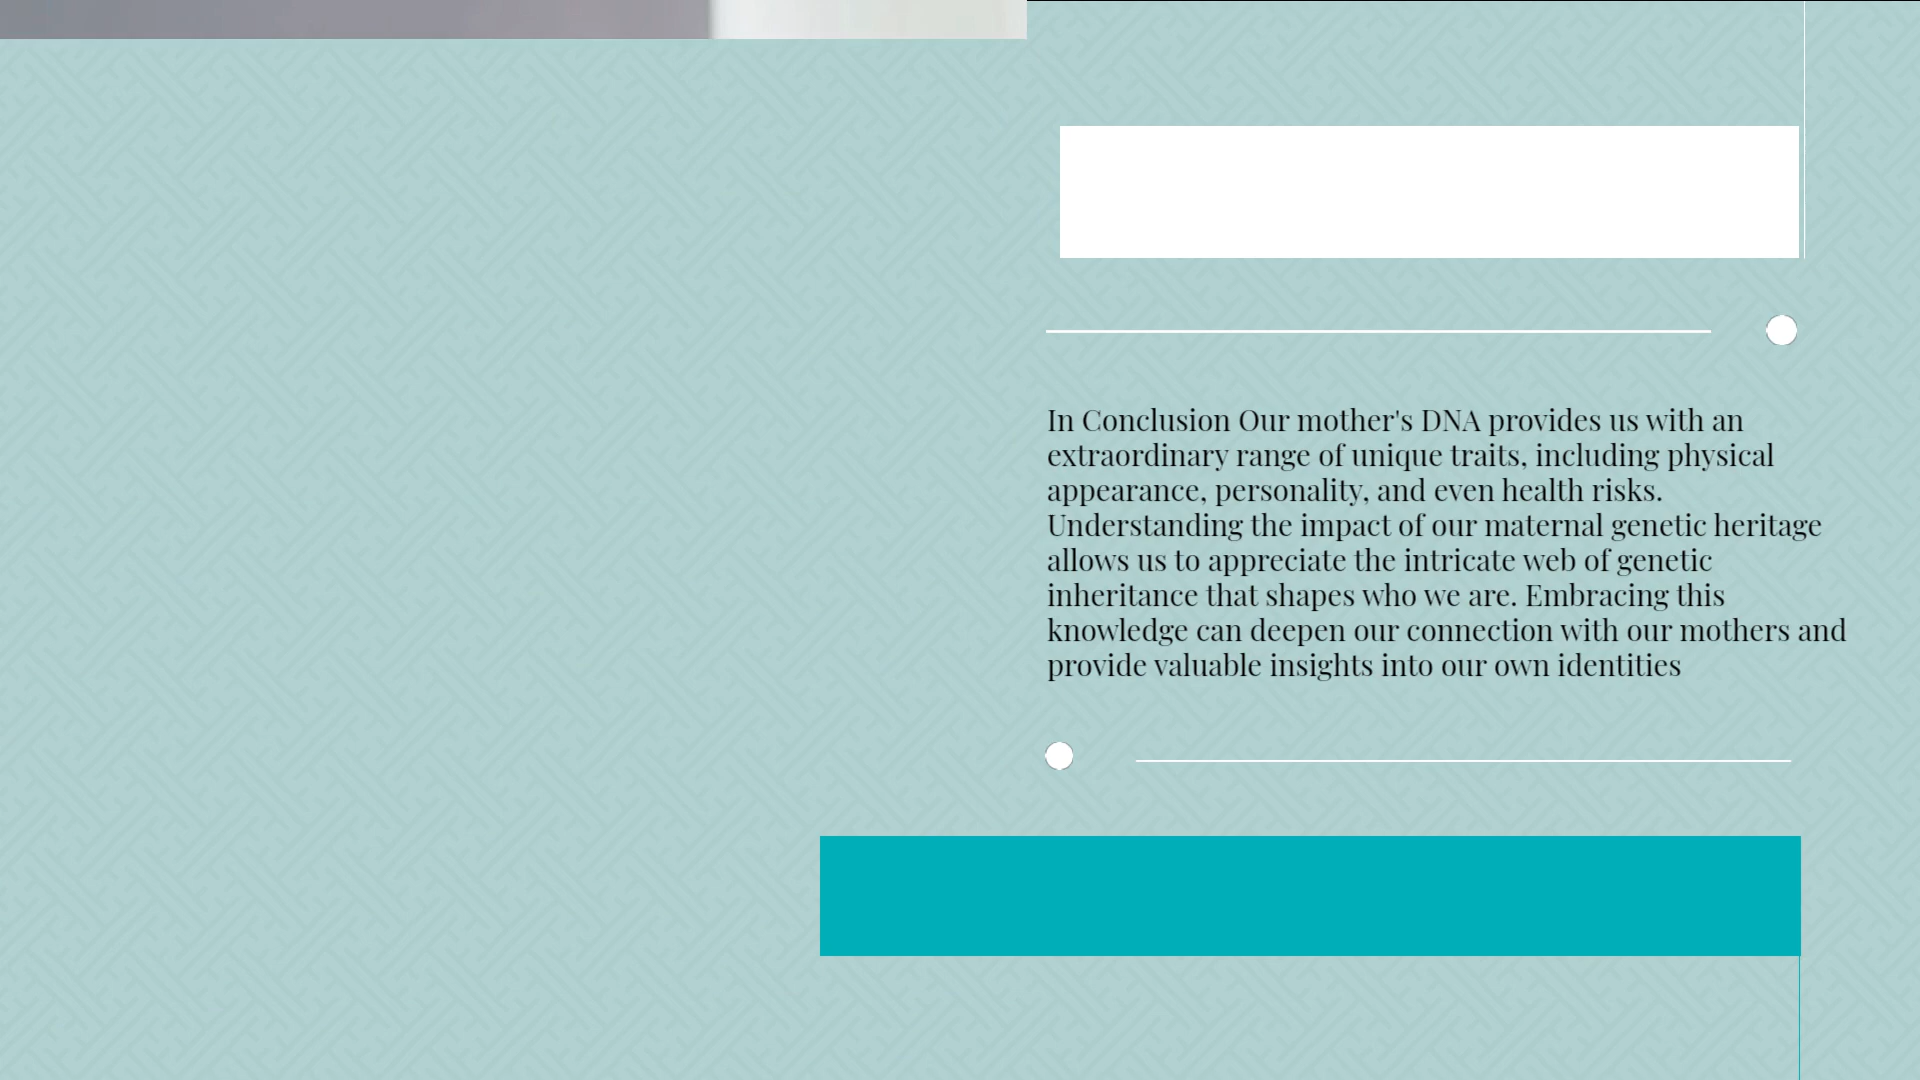 In Conclusion Our mother's DNA provides us with an
extraordinary range of unique traits, including physical
appearance, personality, and even health risks.
Understanding the impact of our maternal genetic heritage
allows us to appreciate the intricate web of genetic
inheritance that shapes who we are. Embracing this
knowledge can deepen our connection with our mothers and
provide valuable insights into our own identities